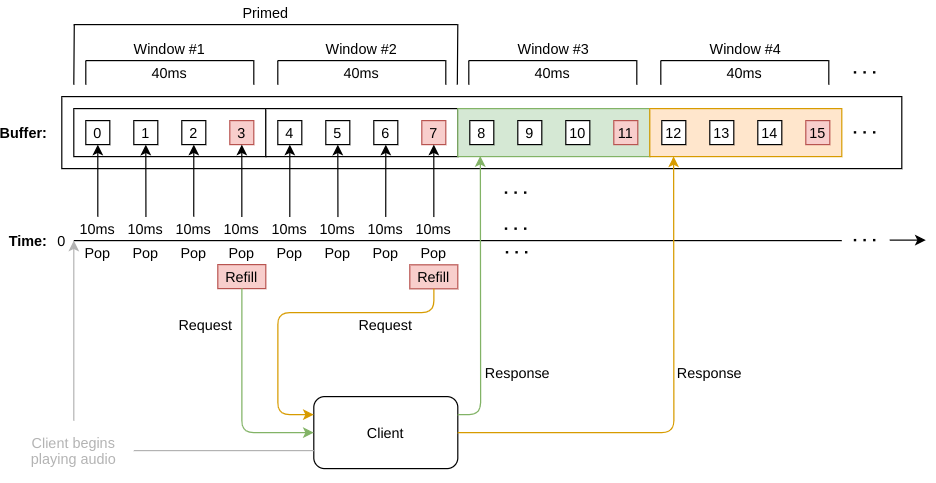 Primed
Window #1 Window #2 Window #3 Window #4
40ms 40ms 40ms 40ms . . .
Buffer: 0 1 2 3 4 5 6 7 8 9 10 11 12 13 14 15 . . .
. . .
10ms 10ms 10ms 10ms 10ms 10ms 10ms 10ms . . .
Time: 0 . . .
Pop Pop Pop Pop Pop Pop Pop Pop . . .
Refill Refill
Request Request
Response Response
Client
Client begins
playing audio